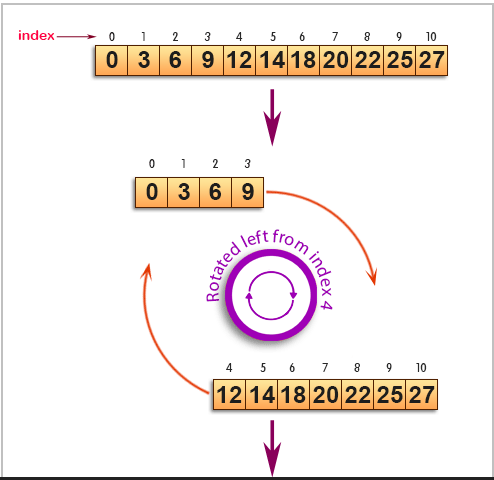 index 0 1 2 3 4 5 6 7 8 9 10
0 3 6 9 12 14 18 20 22 25 27
0 1 2 3
0 3 6 9
Rotated left from index 4
4 5 6 7 8 9 10
12 14 18 20 22 25 27